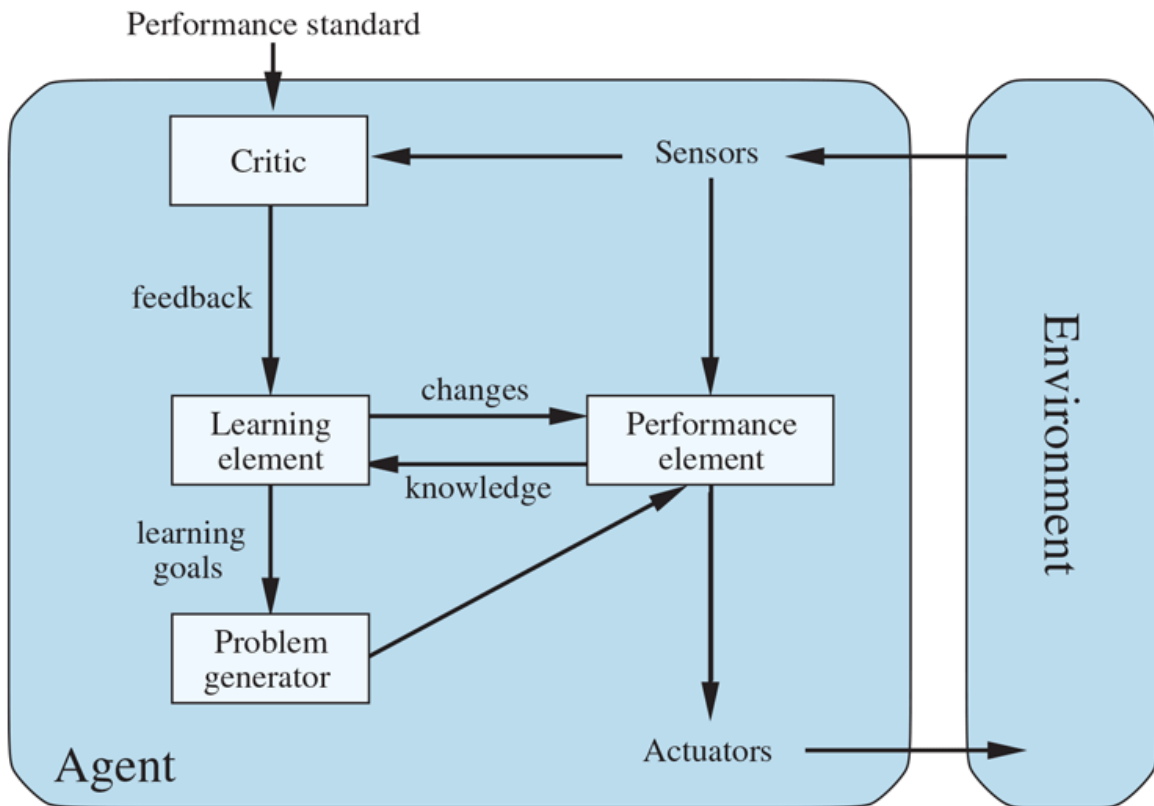 Performance standard
Critic
Sensors
feedback
changes
Learning
element
Performance
element
knowledge
learning
goals
Problem
generator
Actuators
Agent
Environment